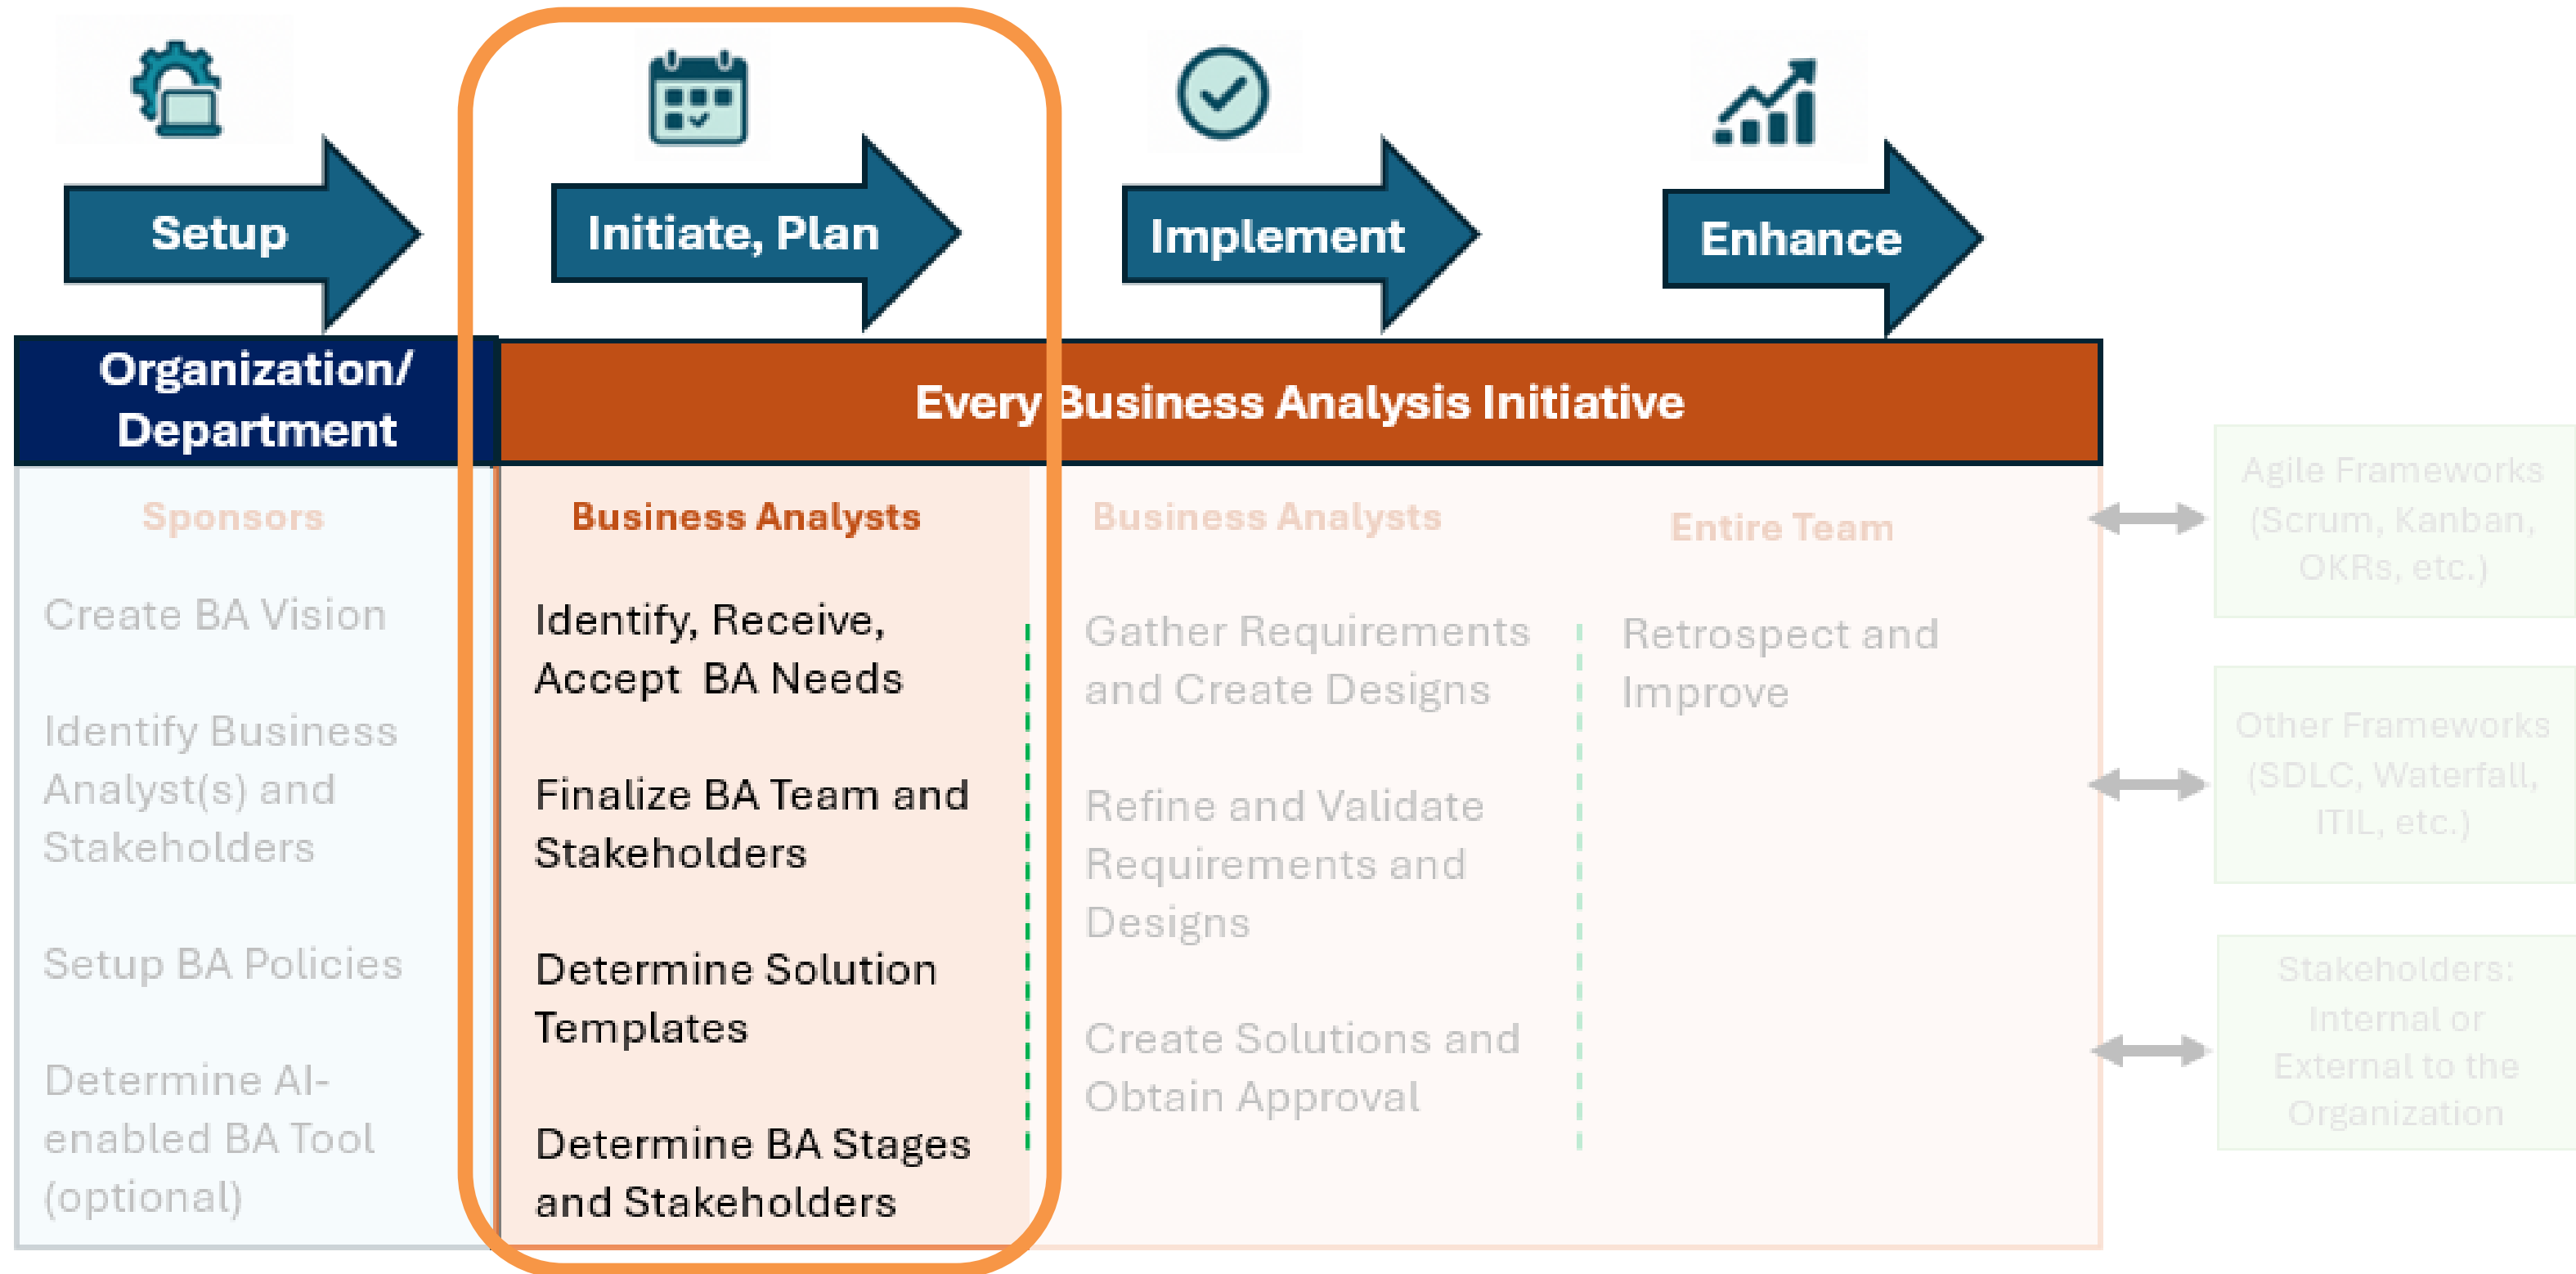 Setup
Initiate, Plan
Implement
Enhance
Organization/
Department
Every Business Analysis Initiative
Sponsors
Create BA Vision
Identify Business
Analyst(s) and
Stakeholders
Setup BA Policies
Determine AI-
enabled BA Tool
(optional)
Business Analysts
Identify, Receive,
Accept BA Needs
Finalize BA Team and
Stakeholders
Determine Solution
Templates
Determine BA Stages
and Stakeholders
Business Analysts
Gather Requirements
and Create Designs
Refine and Validate
Requirements and
Designs
Create Solutions and
Obtain Approval
Entire Team
Retrospect and
Improve
Agile Frameworks
(Scrum, Kanban,
OKRs, etc.)
Other Frameworks
(SDLC, Waterfall,
ITIL, etc.)
Stakeholders:
Internal or
External to the
Organization